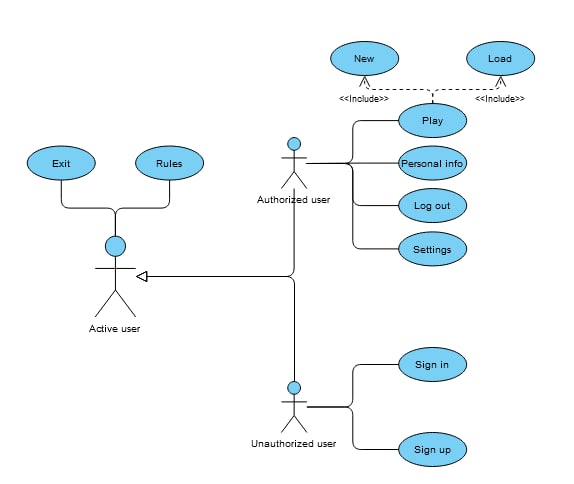 New
Load
<<Include>>
<<Include>>
Play
Exit
Rules
Personal info
Authorized user
Log out
Settings
Active user
Sign in
Unauthorized user
Sign up